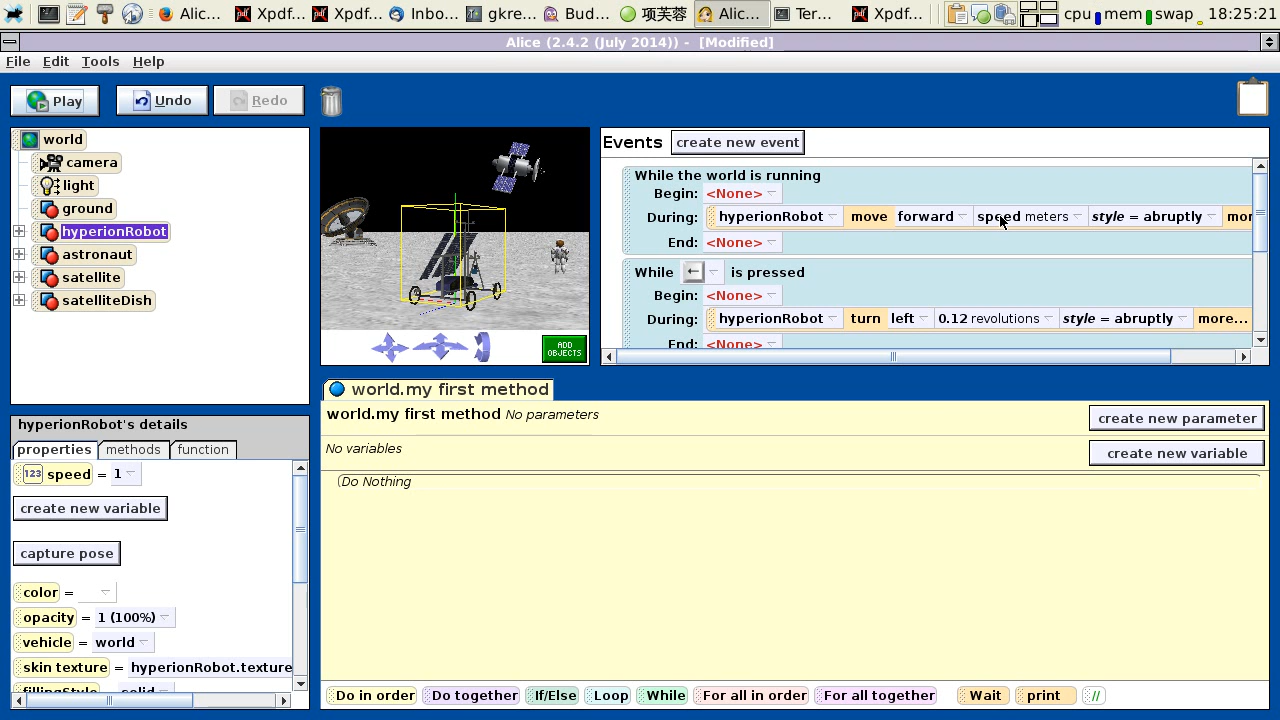 Alic... Xpdf... Xpdf... Inbo... gkre... Bud... 项芙蓉 Alic... Ter... Xpdf... cpu mem swap 18:25:21
Alice (2.4.2 (July 2014)) - [Modified]
File Edit Tools Help
Play Undo Redo
world
camera
light
ground
hyperionRobot
astronaut
satellite
satelliteDish
ADD
OBJECTS
Events create new event
While the world is running
Begin: <None>
During: hyperionRobot move forward speed meters style = abruptly mor
End: <None>
While ← is pressed
Begin: <None>
During: hyperionRobot turn left 0.12 revolutions style = abruptly more...
End: <None>
hyperionRobot's details
properties methods function
123 speed = 1
create new variable
capture pose
color =
opacity = 1 (100%)
vehicle = world
skin texture = hyperionRobot.texture
fillingStyle solid
world.my first method
world.my first method No parameters create new parameter
No variables create new variable
(Do Nothing
Do in order Do together If/Else Loop While For all in order For all together Wait print //